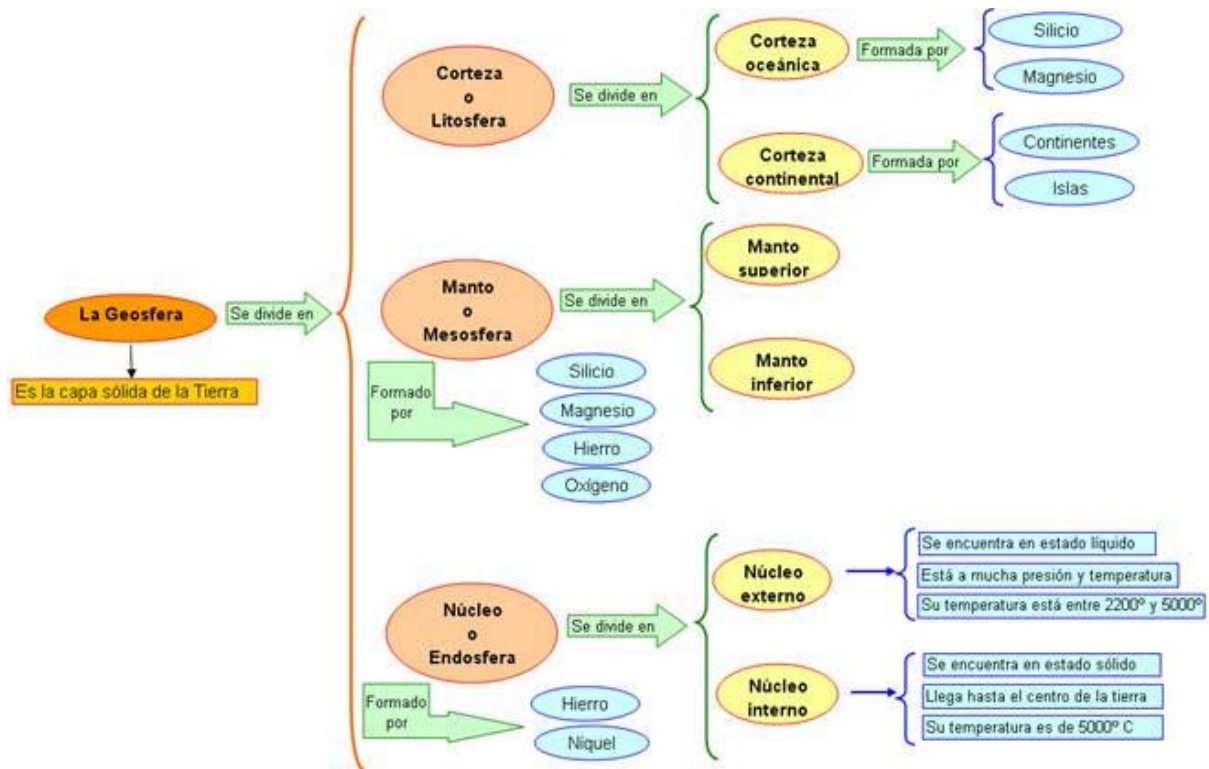 La Geosfera
Es la capa sólida de la Tierra
Se divide en
Corteza
o
Litosfera
Se divide en
Corteza
oceánica
Formada por
Silicio
Magnesio
Corteza
continental
Formada por
Continentes
Islas
Manto
o
Mesosfera
Se divide en
Manto
superior
Manto
inferior
Formado
por
Silicio
Magnesio
Hierro
Oxígeno
Núcleo
o
Endosfera
Se divide en
Núcleo
externo
Se encuentra en estado líquido
Está a mucha presión y temperatura
Su temperatura está entre 2200º y 5000º
Núcleo
interno
Se encuentra en estado sólido
Llega hasta el centro de la tierra
Su temperatura es de 5000º C
Formado
por
Hierro
Níquel